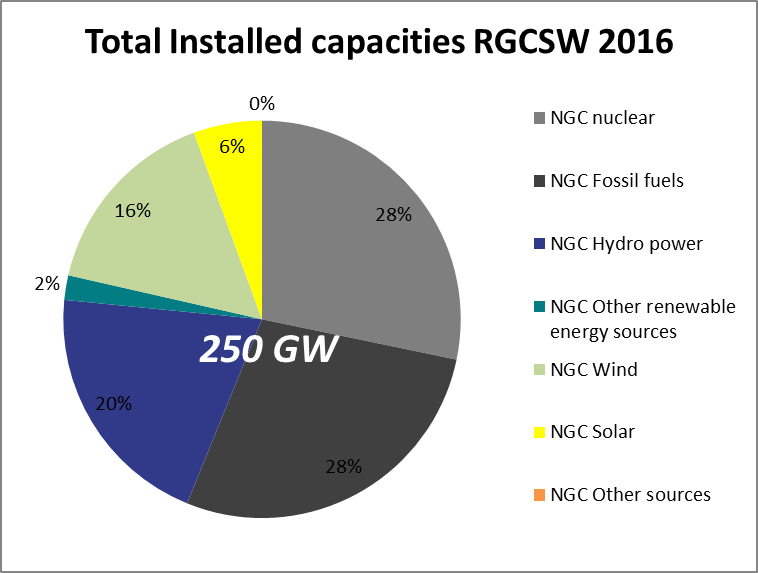 Total Installed capacities RGCSW 2016
0%
6%
28%
16%
2%
250 GW
20%
28%
NGC nuclear
NGC Fossil fuels
NGC Hydro power
NGC Other renewable
energy sources
NGC Wind
NGC Solar
NGC Other sources